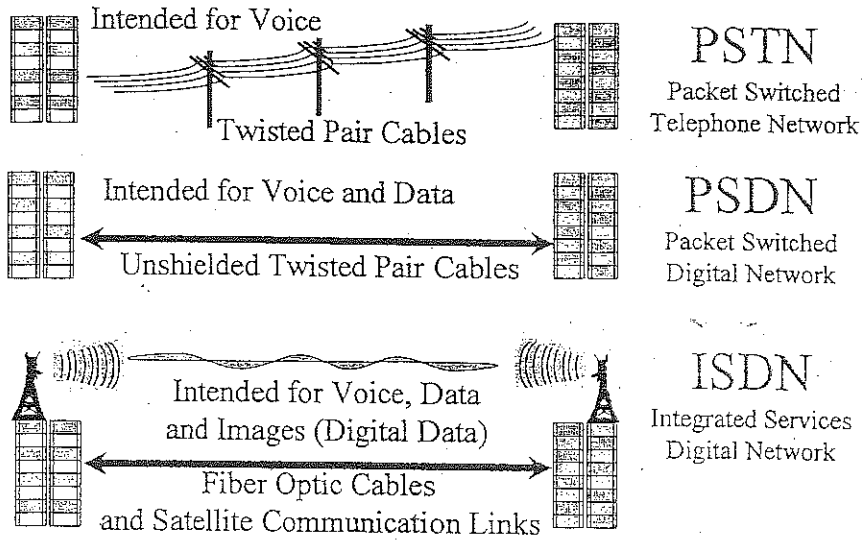 Intended for Voice
Twisted Pair Cables
PSTN
Packet Switched
Telephone Network
Intended for Voice and Data
Unshielded Twisted Pair Cables
PSDN
Packet Switched
Digital Network
Intended for Voice, Data
and Images (Digital Data)
Fiber Optic Cables
and Satellite Communication Links
ISDN
Integrated Services
Digital Network